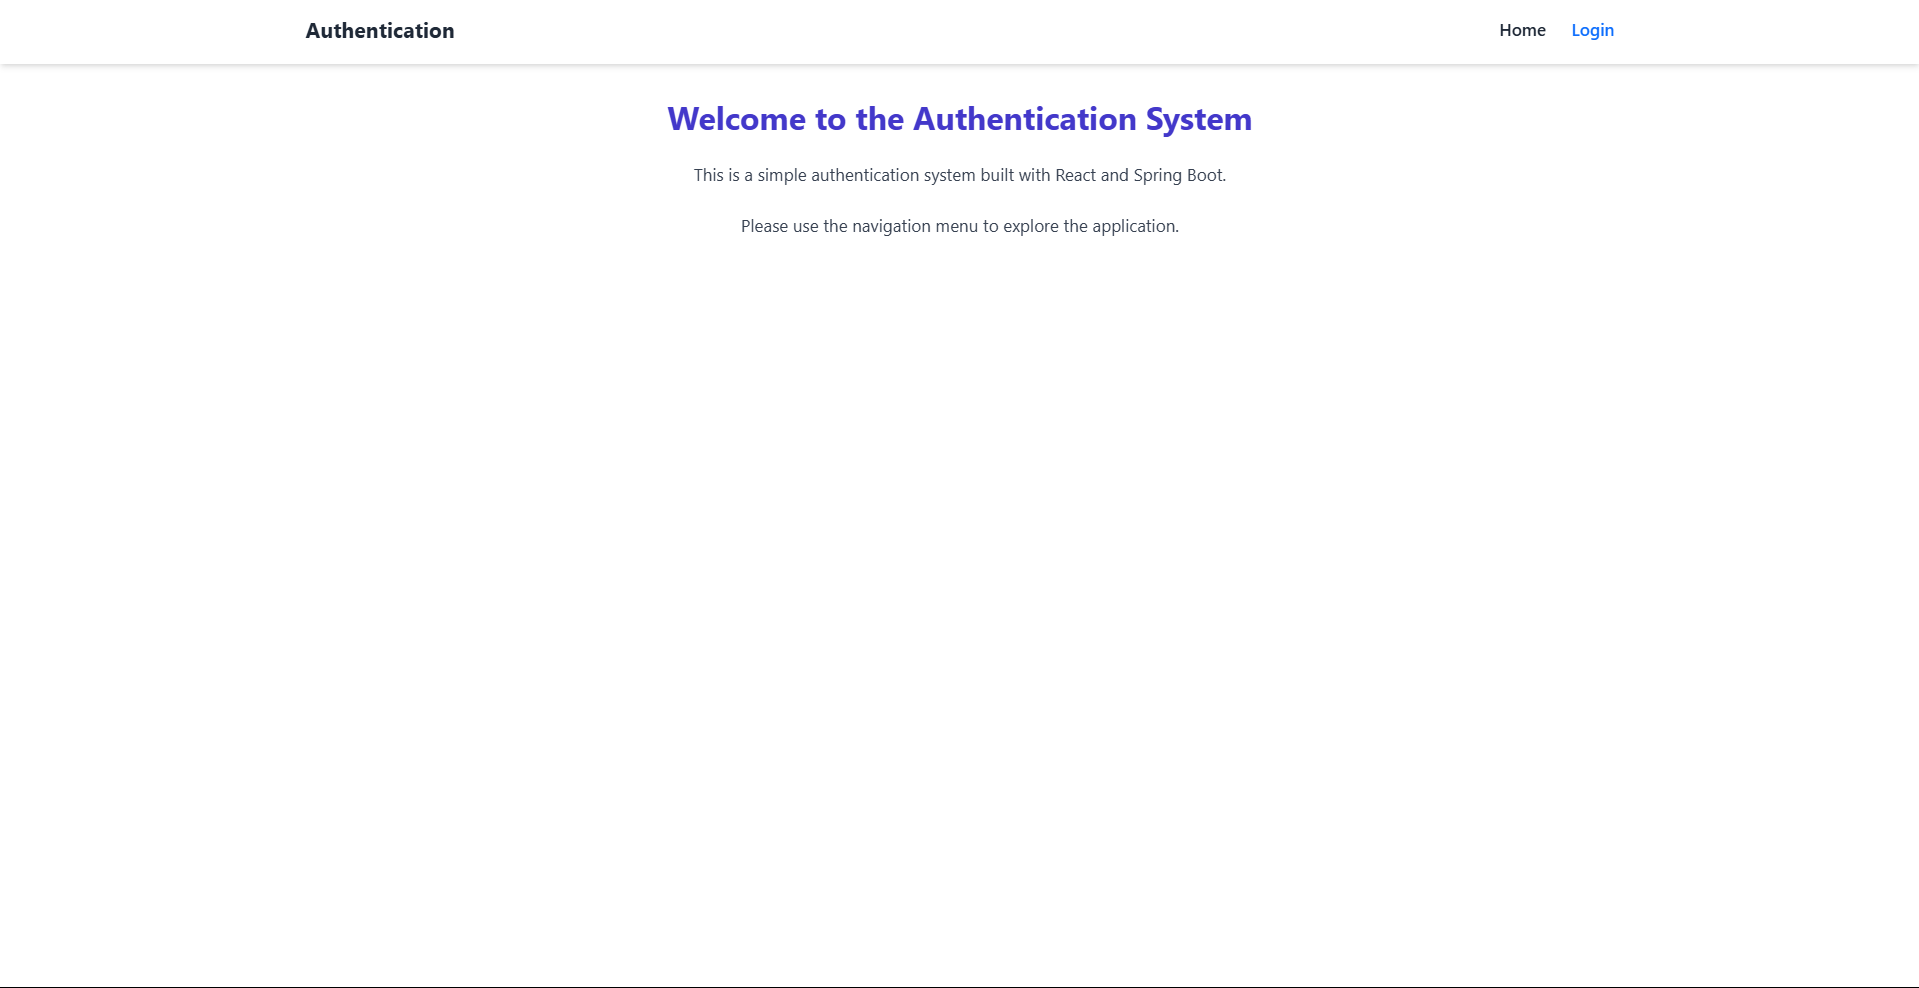 Authentication
Home Login
Welcome to the Authentication System
This is a simple authentication system built with React and Spring Boot.
Please use the navigation menu to explore the application.